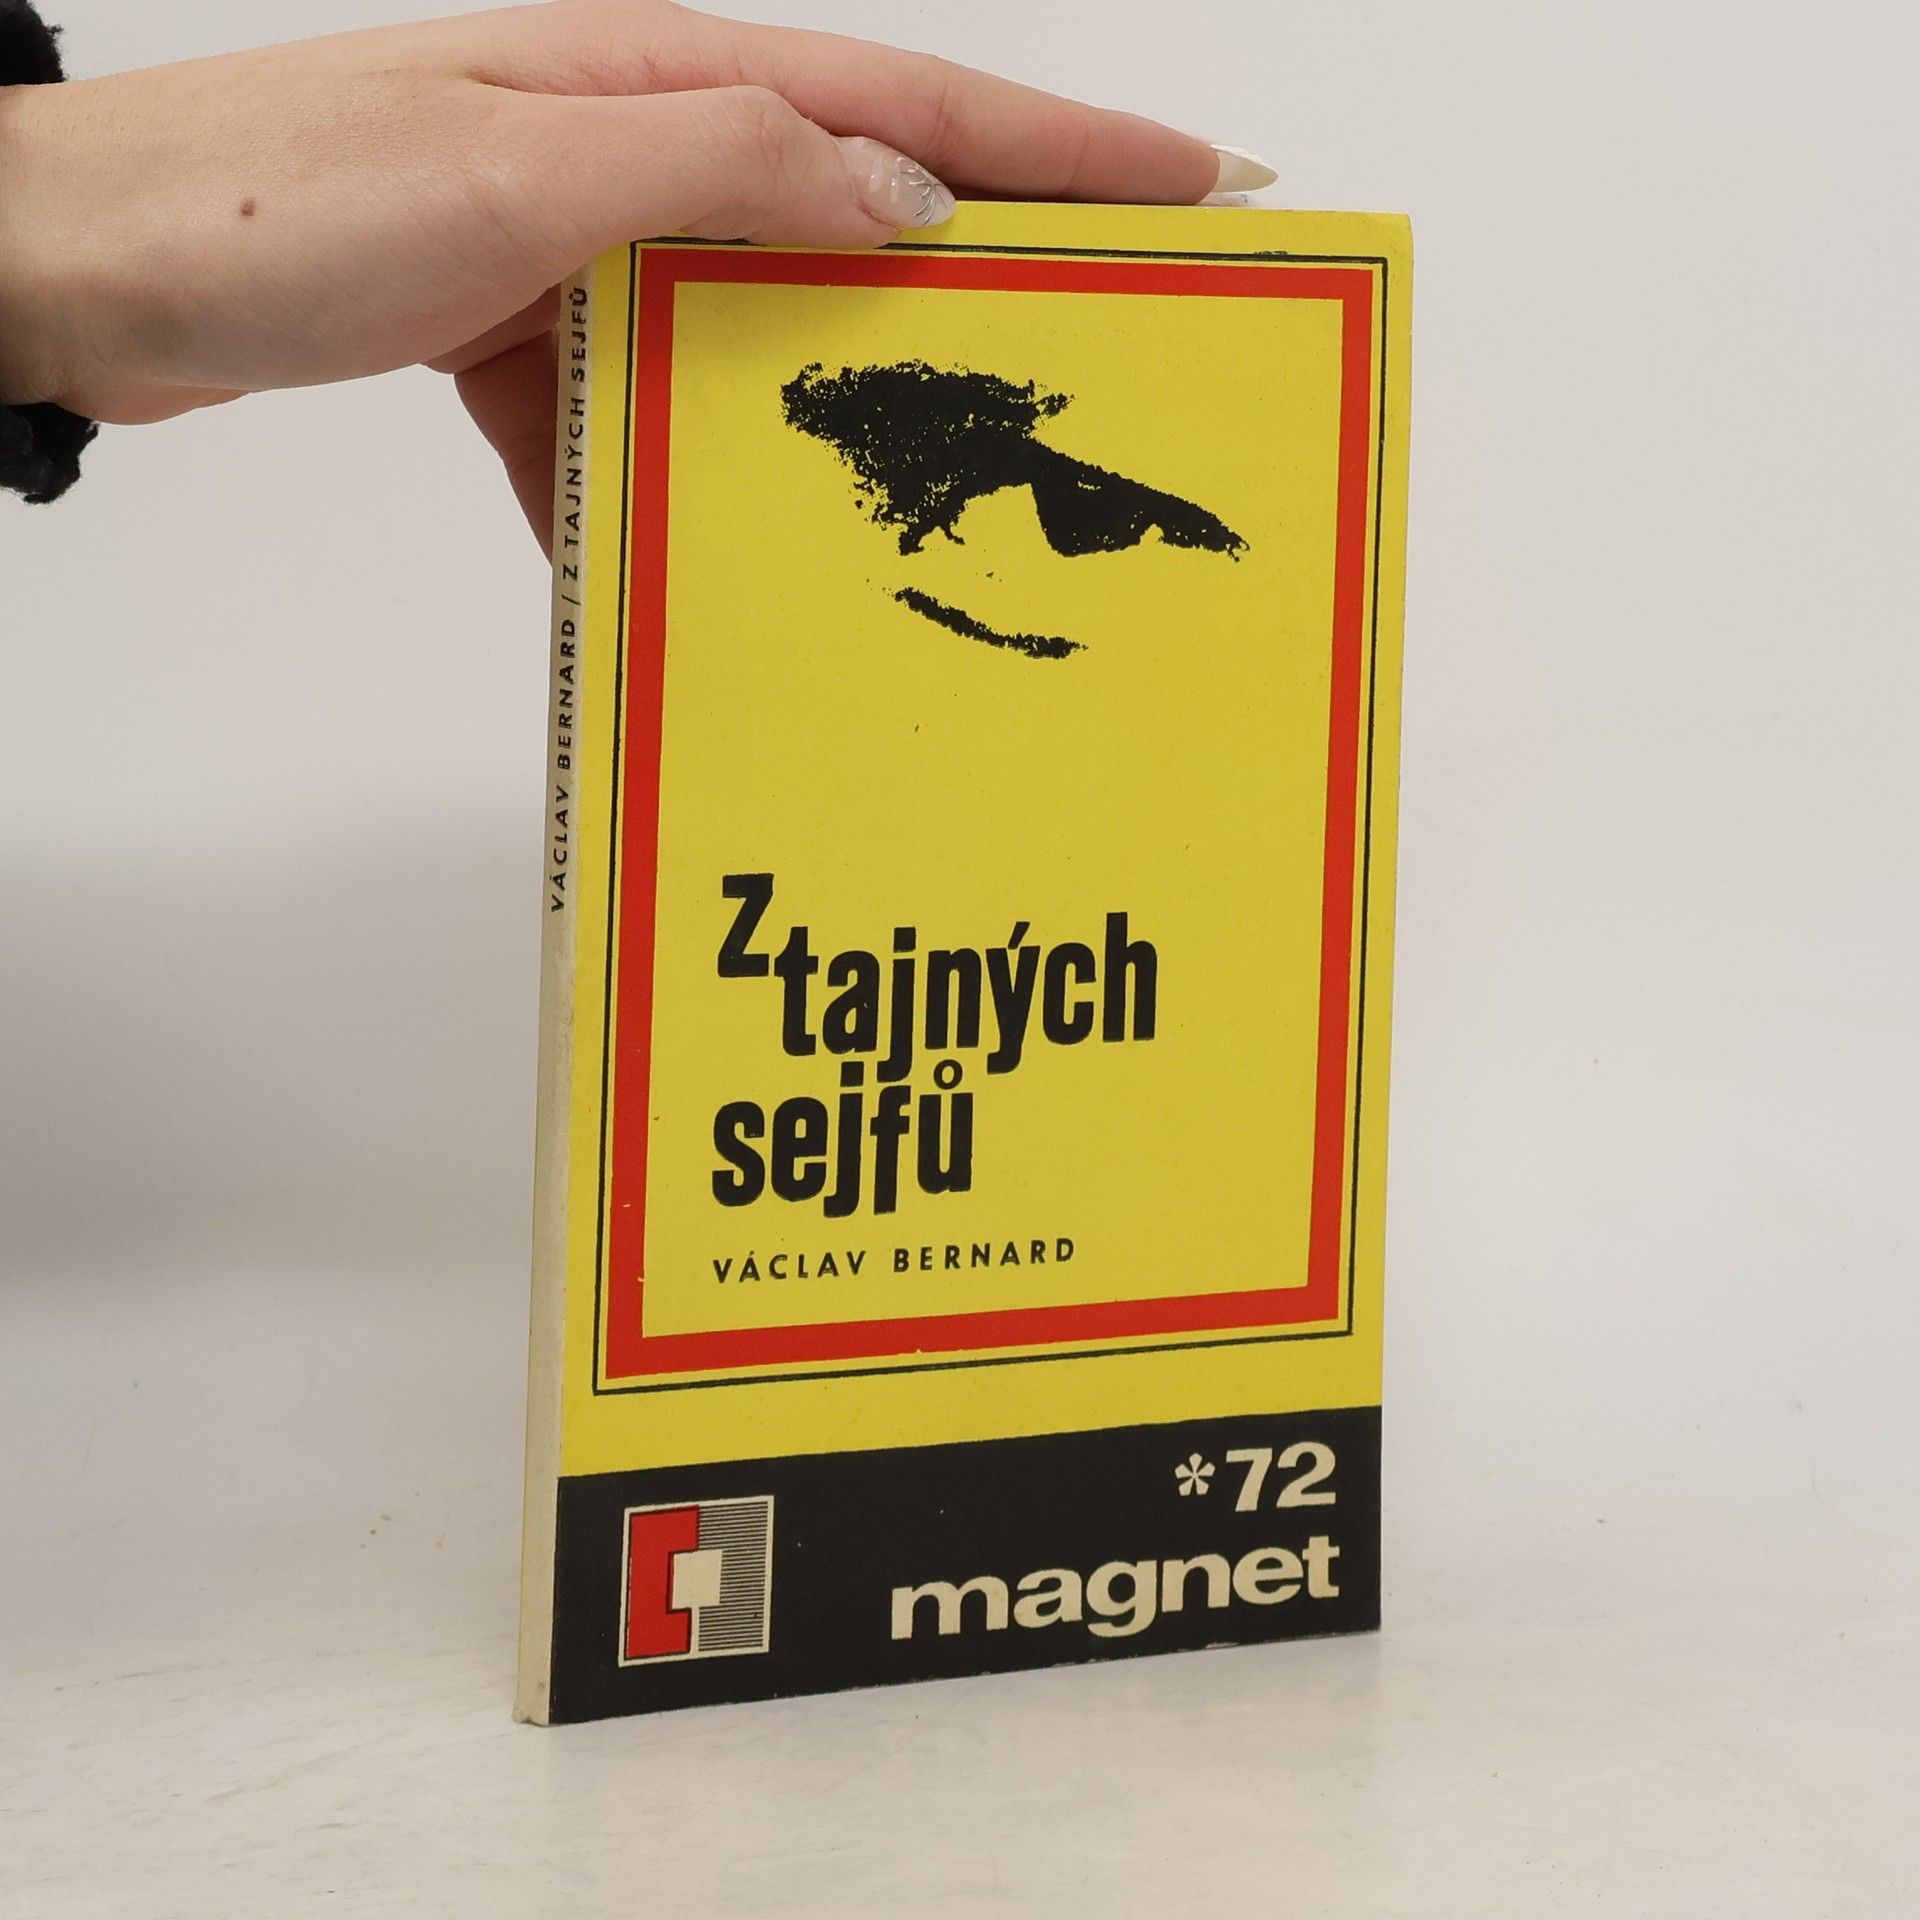 VÁCLAV BERNARD / Z TAJNÝCH SEJFŮ
Z
tajných
sejfů
VÁCLAV BERNARD
*72
magnet